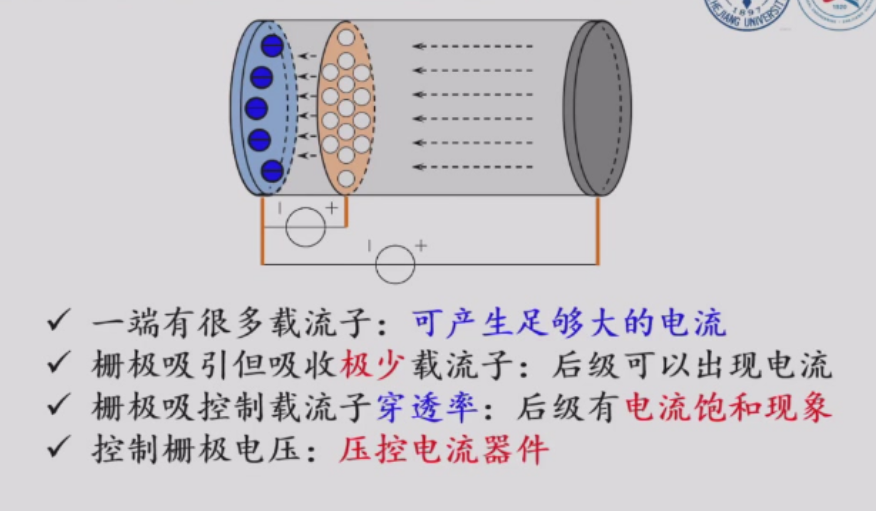 1897
HEJIANG UNIVERSIT
| +
| +
✓ 一端有很多载流子：可产生足够大的电流
✓ 栅极吸引但吸收极少载流子：后级可以出现电流
✓ 栅极吸控制载流子穿透率：后级有电流饱和现象
✓ 控制栅极电压：压控电流器件